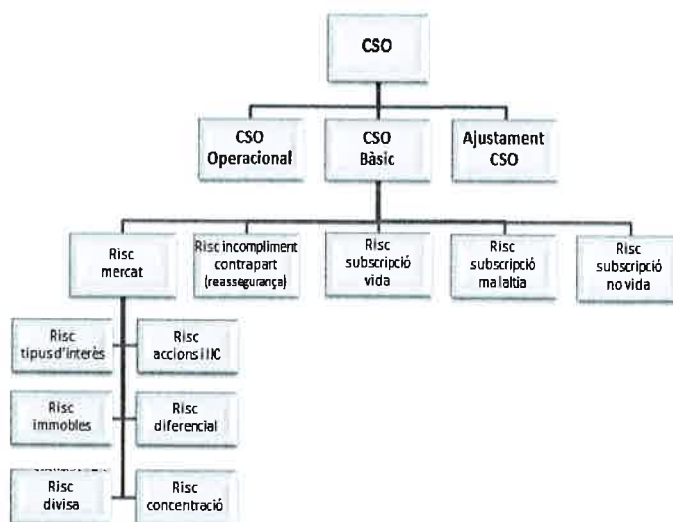 CSO
CSO
Operacional
CSO
Bàsic
Ajustament
CSO
Risc
mercat
Risc incompliment
contrapart
(reassegurança)
Risc
subscripció
vida
Risc
subscripció
malaltia
Risc
subscripció
no vida
Risc
tipus d'interès
Risc
accions i IIC
Risc
immobles
Risc
diferencial
Risc
divisa
Risc
concentració